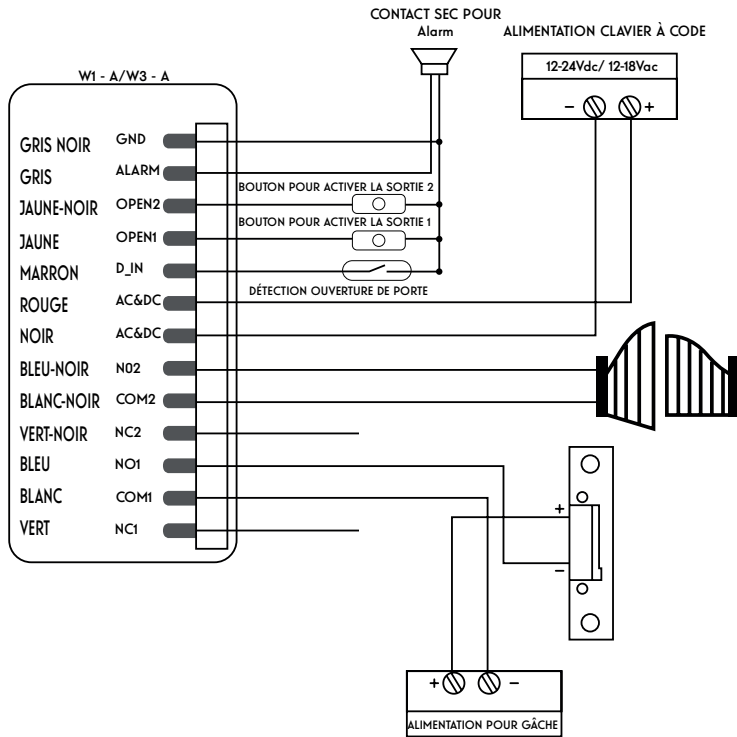 CONTACT SEC POUR
Alarm
ALIMENTATION CLAVIER À CODE
12-24Vdc/ 12-18Vac
- +
W1 - A/W3 - A
GRIS NOIR GND
GRIS ALARM
BOUTON POUR ACTIVER LA SORTIE 2
JAUNE-NOIR OPEN2
BOUTON POUR ACTIVER LA SORTIE 1
JAUNE OPEN1
MARRON D_IN
DÉTECTION OUVERTURE DE PORTE
ROUGE AC&DC
NOIR AC&DC
BLEU-NOIR N02
BLANC-NOIR COM2
VERT-NOIR NC2
BLEU NO1
BLANC COM1
VERT NC1
+
-
+ -
ALIMENTATION POUR GÂCHE